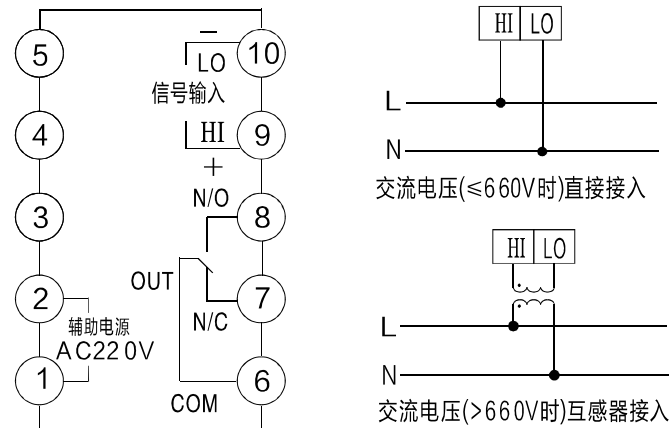 5
4
3
2
1
辅助电源
AC220V
10
9
8
7
6
−
LO
信号输入
HI
+
N/O
OUT
N/C
COM
HI LO
L
N
交流电压(≤660V时)直接接入
HI LO
L
N
交流电压(>660V时)互感器接入